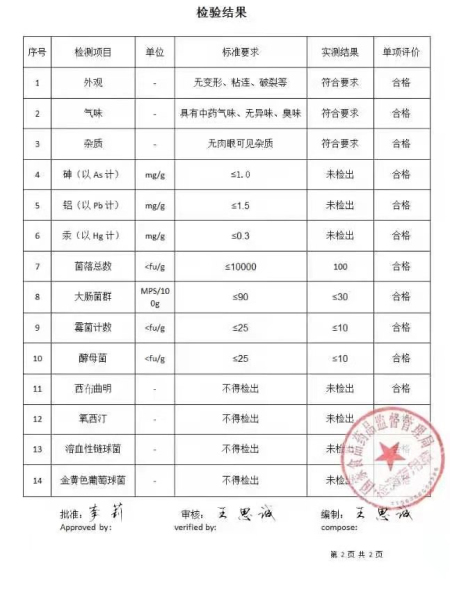 检验结果
序号 检测项目 单位 标准要求 实测结果 单项评价
1 外观 - 无变形、粘连、破裂等 符合要求 合格
2 气味 - 具有中药气味、无异味、臭味 符合要求 合格
3 杂质 - 无肉眼可见杂质 符合要求 合格
4 砷（以 As 计） mg/g ≤1.0 未检出 合格
5 铝（以 Pb 计） mg/g ≤1.5 未检出 合格
6 汞（以 Hg 计） mg/g ≤0.3 未检出 合格
7 菌落总数 <fu/g ≤10000 100 合格
8 大肠菌群 MPS/100g ≤90 ≤30 合格
9 霉菌计数 <fu/g ≤25 ≤10 合格
10 酵母菌 <fu/g ≤25 ≤10 合格
11 西布曲明 - 不得检出 未检出 合格
12 氧西汀 - 不得检出 未检出 合格
13 溶血性链球菌 - 不得检出 未检 合格
14 金黄色葡萄球菌 - 不得检出 未检
国家食品药品监督管理局
批准：李莉 审核：王思诚 编制：王思诚
Approved by: verified by: compose:
第 2 页 共 2 页